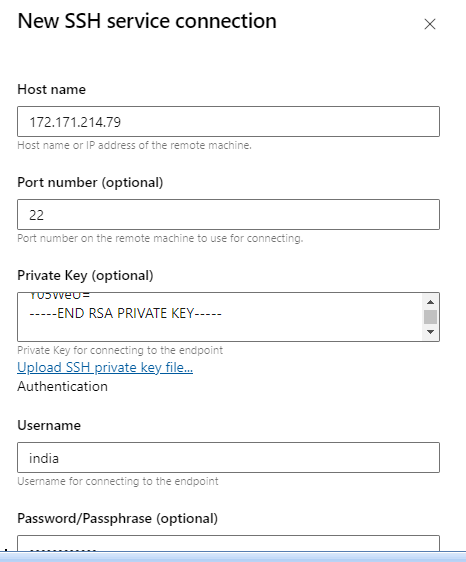 New SSH service connection
Host name
172.171.214.79
Host name or IP address of the remote machine.
Port number (optional)
22
Port number on the remote machine to use for connecting.
Private Key (optional)
Y05WeU=
-----END RSA PRIVATE KEY-----
Private Key for connecting to the endpoint
Upload SSH private key file...
Authentication
Username
india
Username for connecting to the endpoint
Password/Passphrase (optional)